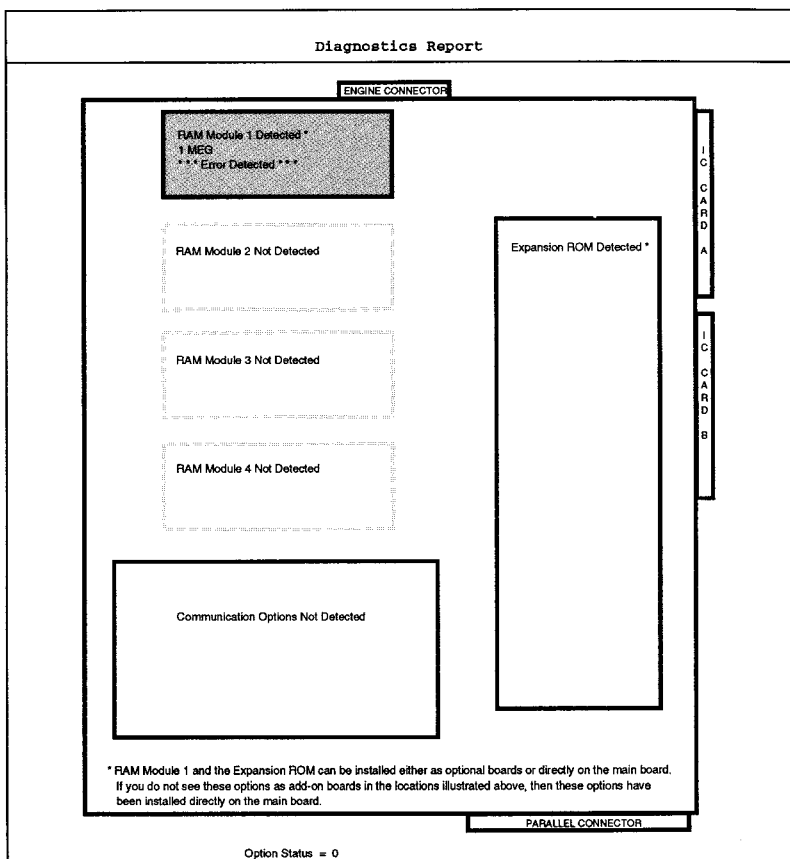 Diagnostics Report
ENGINE CONNECTOR
RAM Module 1 Detected *
1 MEG
* * * Error Detected * * *
IC CARD A
RAM Module 2 Not Detected
Expansion ROM Detected *
IC CARD B
RAM Module 3 Not Detected
RAM Module 4 Not Detected
Communication Options Not Detected
* RAM Module 1 and the Expansion ROM can be installed either as optional boards or directly on the main board.
If you do not see these options as add-on boards in the locations illustrated above, then these options have
been installed directly on the main board.
PARALLEL CONNECTOR
Option Status = 0